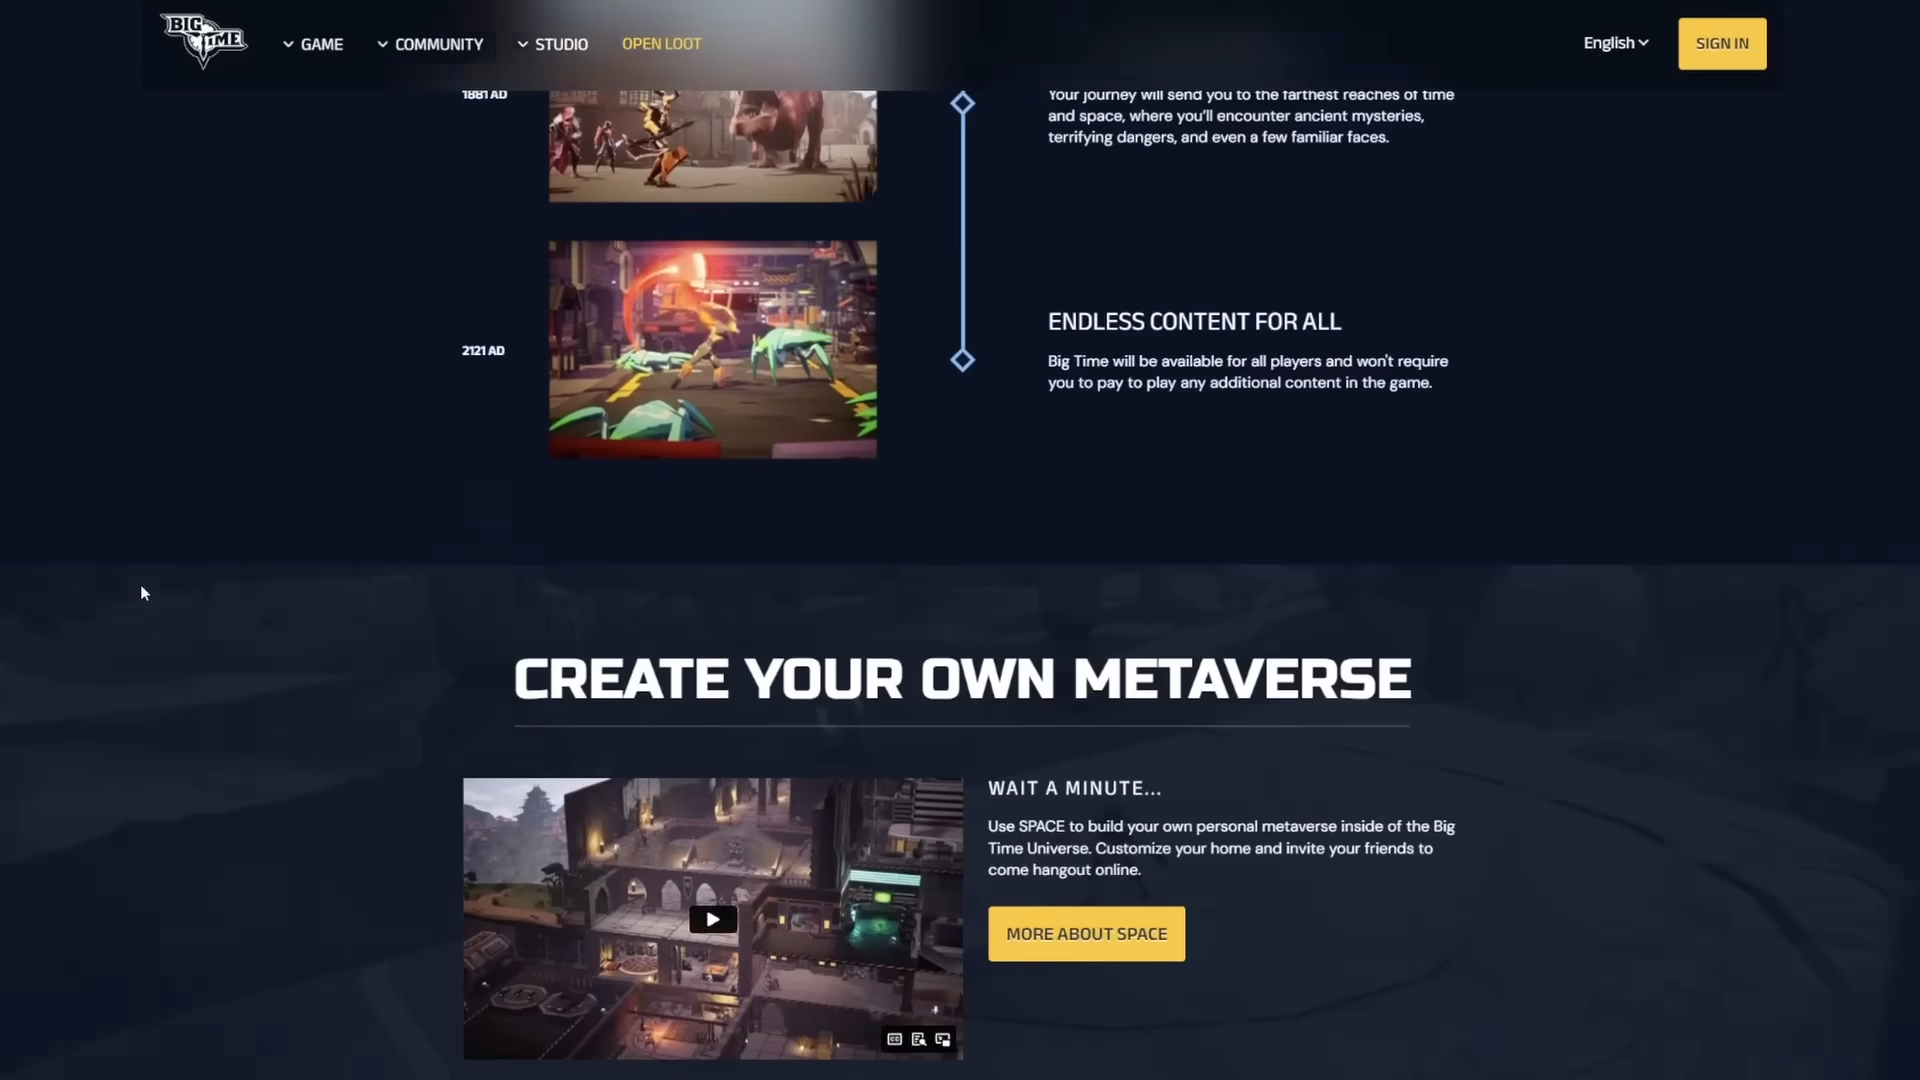 BIG TIME
GAME
COMMUNITY
STUDIO
OPEN LOOT
English
SIGN IN
1881 AD
Your journey will send you to the farthest reaches of time
and space, where you'll encounter ancient mysteries,
terrifying dangers, and even a few familiar faces.
2121 AD
ENDLESS CONTENT FOR ALL
Big Time will be available for all players and won't require
you to pay to play any additional content in the game.
CREATE YOUR OWN METAVERSE
WAIT A MINUTE...
Use SPACE to build your own personal metaverse inside of the Big
Time Universe. Customize your home and invite your friends to
come hangout online.
MORE ABOUT SPACE